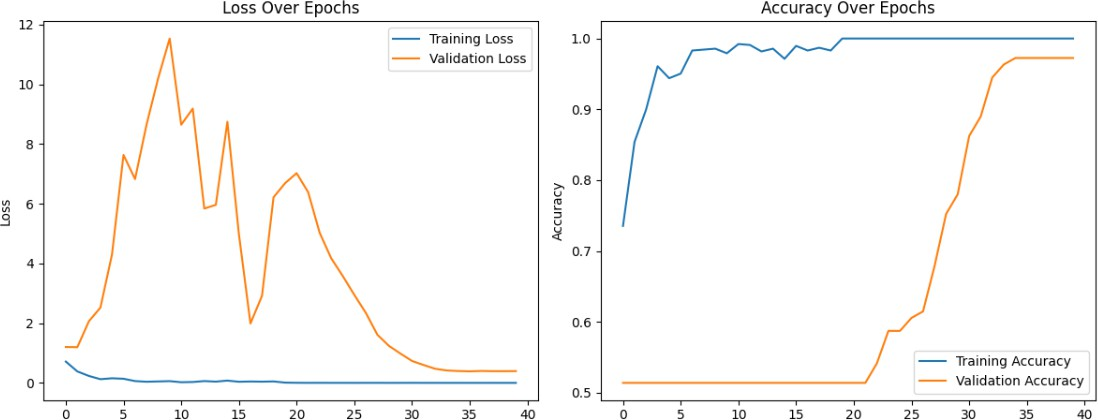 Loss Over Epochs
Training Loss
Validation Loss
12
10
8
6
4
2
0
Loss
0 5 10 15 20 25 30 35 40
Accuracy Over Epochs
1.0
0.9
0.8
0.7
0.6
0.5
Accuracy
Training Accuracy
Validation Accuracy
0 5 10 15 20 25 30 35 40